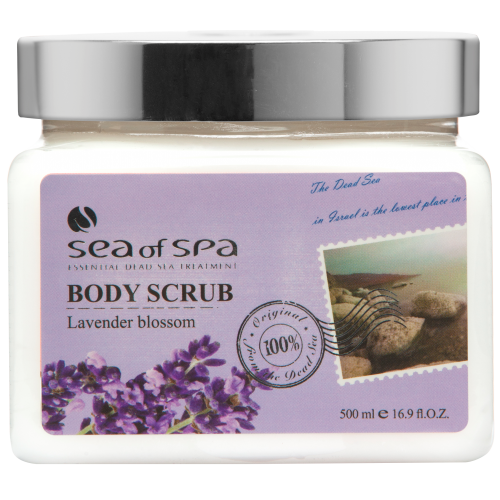 The Dead Sea
in Israel is the lowest place in
sea of spa
ESSENTIAL DEAD SEA TREATMENT
BODY SCRUB
Lavender blossom
Original
100%
from the Dead Sea
500 ml e 16.9 fl.O.Z.